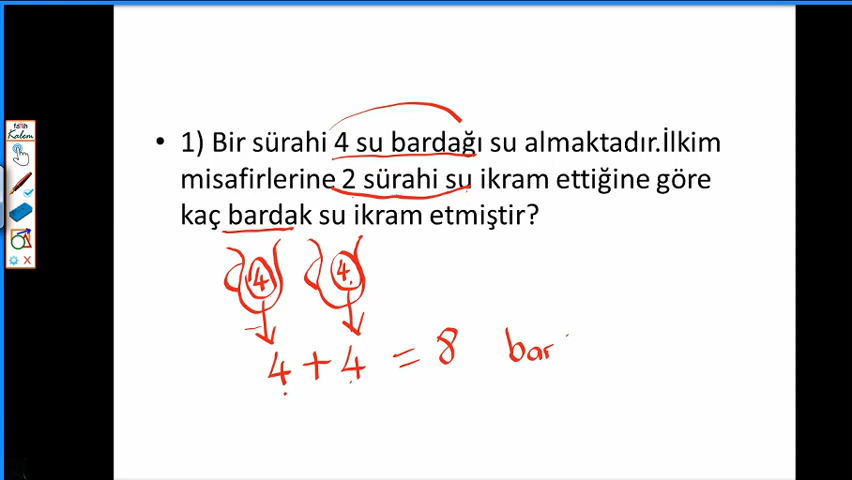 fatih
Kalem
• 1) Bir sürahi 4 su bardağı su almaktadır.İlkim
misafirlerine 2 sürahi su ikram ettiğine göre
kaç bardak su ikram etmiştir?
4 4
4 + 4 = 8 bar